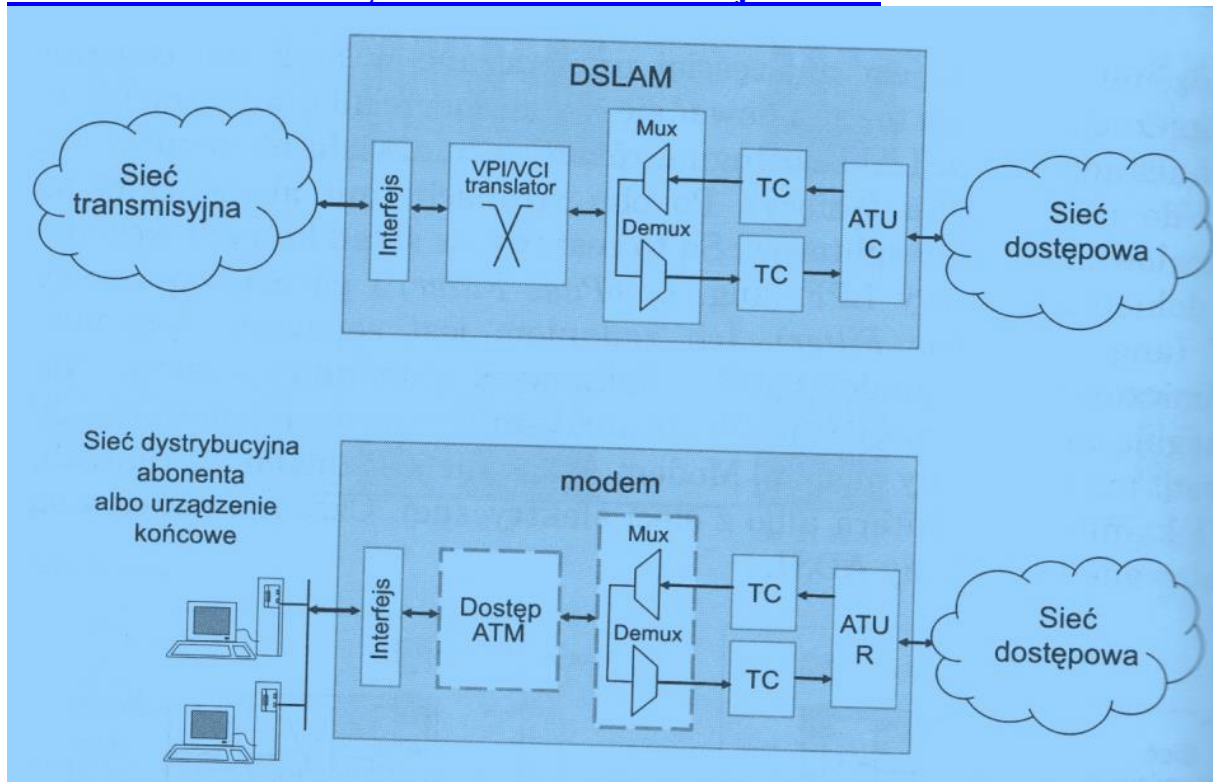 DSLAM
Sieć
transmisyjna
Interfejs
VPI/VCI
translator
Mux
Demux
TC
TC
ATU
C
Sieć
dostępowa
Sieć dystrybucyjna
abonenta
albo urządzenie
końcowe
modem
Interfejs
Dostęp
ATM
Mux
Demux
TC
TC
ATU
R
Sieć
dostępowa